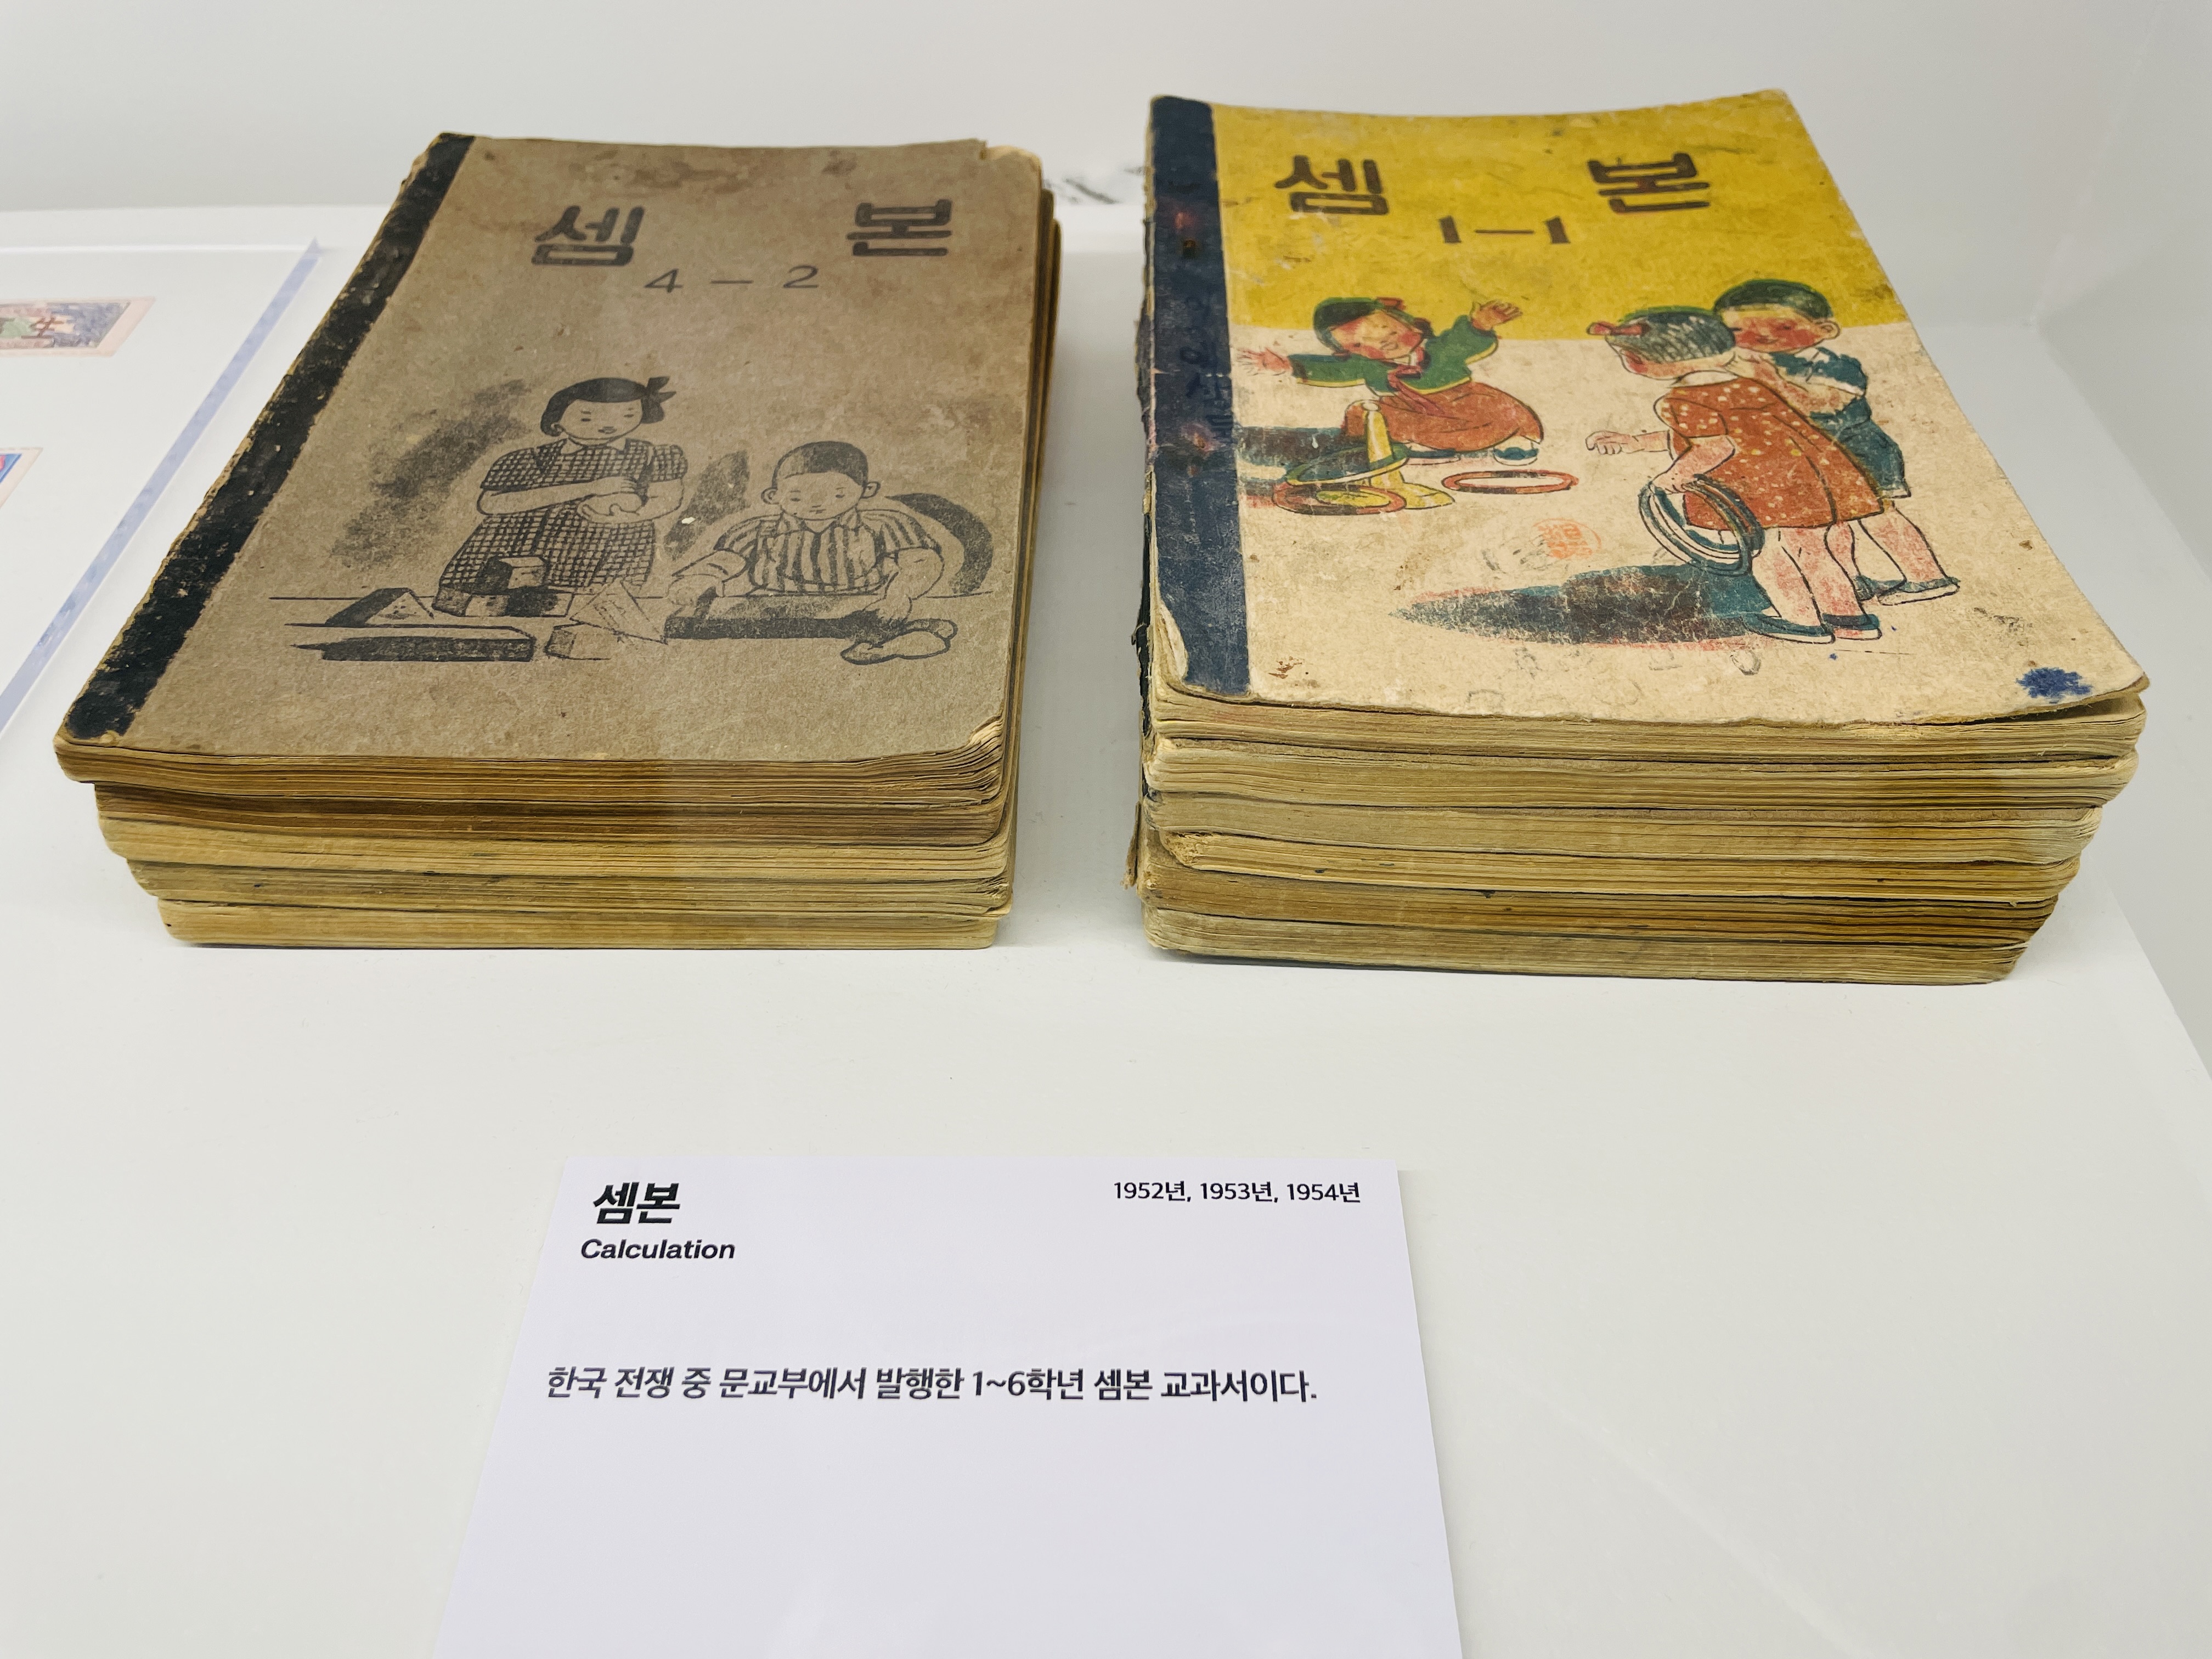 셈 본
4-2
셈 본
1-1
셈본
1952년, 1953년, 1954년
Calculation
한국 전쟁 중 문교부에서 발행한 1~6학년 셈본 교과서이다.